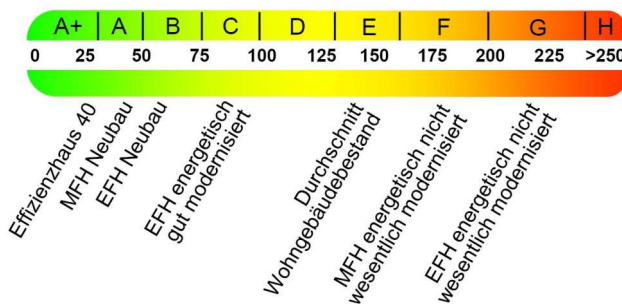 A+ A B C D E F G H
0 25 50 75 100 125 150 175 200 225 >250
Effizienzhaus 40
MFH Neubau
EFH Neubau
EFH energetisch
gut modernisiert
Durchschnitt
Wohngebäudebestand
MFH energetisch nicht
wesentlich modernisiert
EFH energetisch nicht
wesentlich modernisiert